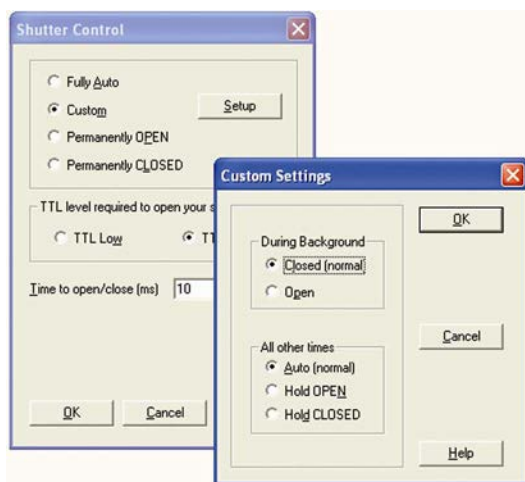 Shutter Control
Fully Auto
Custom
Setup
Permanently OPEN
Permanently CLOSED
TTL level required to open your s
TTL Low
TT
Time to open/close (ms)
10
OK
Cancel
Custom Settings
OK
During Background
Closed (normal)
Open
Cancel
All other times
Auto (normal)
Hold OPEN
Hold CLOSED
Help